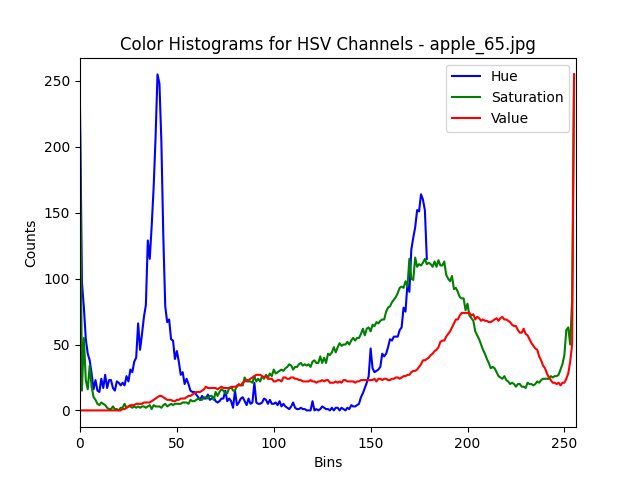 Color Histograms for HSV Channels - apple_65.jpg
Hue
Saturation
Value
Counts
250
200
150
100
50
0
0 50 100 150 200 250
Bins